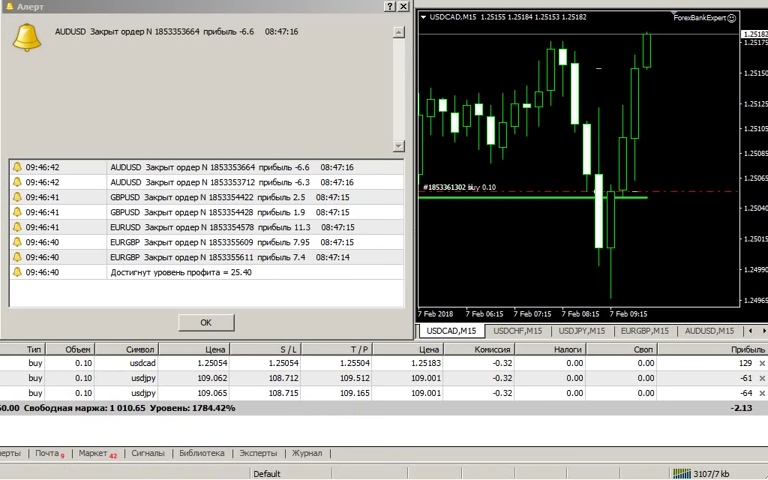 Алерт
AUDUSD Закрыт ордер N 1853353664 прибыль -6.6 08:47:16
09:46:42 AUDUSD Закрыт ордер N 1853353664 прибыль -6.6 08:47:16
09:46:42 AUDUSD Закрыт ордер N 1853353712 прибыль -6.3 08:47:16
09:46:41 GBPUSD Закрыт ордер N 1853354422 прибыль 2.5 08:47:15
09:46:41 GBPUSD Закрыт ордер N 1853354428 прибыль 1.9 08:47:15
09:46:41 EURUSD Закрыт ордер N 1853354578 прибыль 11.3 08:47:15
09:46:40 EURGBP Закрыт ордер N 1853355609 прибыль 7.95 08:47:15
09:46:40 EURGBP Закрыт ордер N 1853355611 прибыль 7.4 08:47:14
09:46:40 Достигнут уровень профита = 25.40
OK
USDCAD,M15 1.25155 1.25184 1.25153 1.25182
ForexBankExpert
1.25182
1.25175
1.25150
1.25125
1.25105
1.25085
1.25065
#1853361302 buy 0.10
1.25040
1.25015
1.24990
1.24965
7 Feb 2018 7 Feb 06:15 7 Feb 07:15 7 Feb 08:15 7 Feb 09:15
USDCAD,M15 USDCHF,M15 USDJPY,M15 EURGBP,M15 AUDUSD,M15
Тип Объем Символ Цена S / L T / P Цена Комиссия Налоги Своп Прибыль
buy 0.10 usdcad 1.25054 1.25054 1.25504 1.25183 -0.32 0.00 0.00 129
buy 0.10 usdjpy 109.062 108.712 109.512 109.001 -0.32 0.00 0.00 -61
buy 0.10 usdjpy 109.065 108.715 109.165 109.001 -0.32 0.00 0.00 -64
60.00 Свободная маржа: 1 010.65 Уровень: 1784.42% -2.13
ерты Почта 9 Маркет 42 Сигналы Библиотека Эксперты Журнал
Default 3107/7 kb